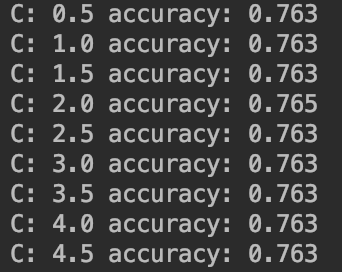 C: 0.5 accuracy: 0.763
C: 1.0 accuracy: 0.763
C: 1.5 accuracy: 0.763
C: 2.0 accuracy: 0.765
C: 2.5 accuracy: 0.763
C: 3.0 accuracy: 0.763
C: 3.5 accuracy: 0.763
C: 4.0 accuracy: 0.763
C: 4.5 accuracy: 0.763